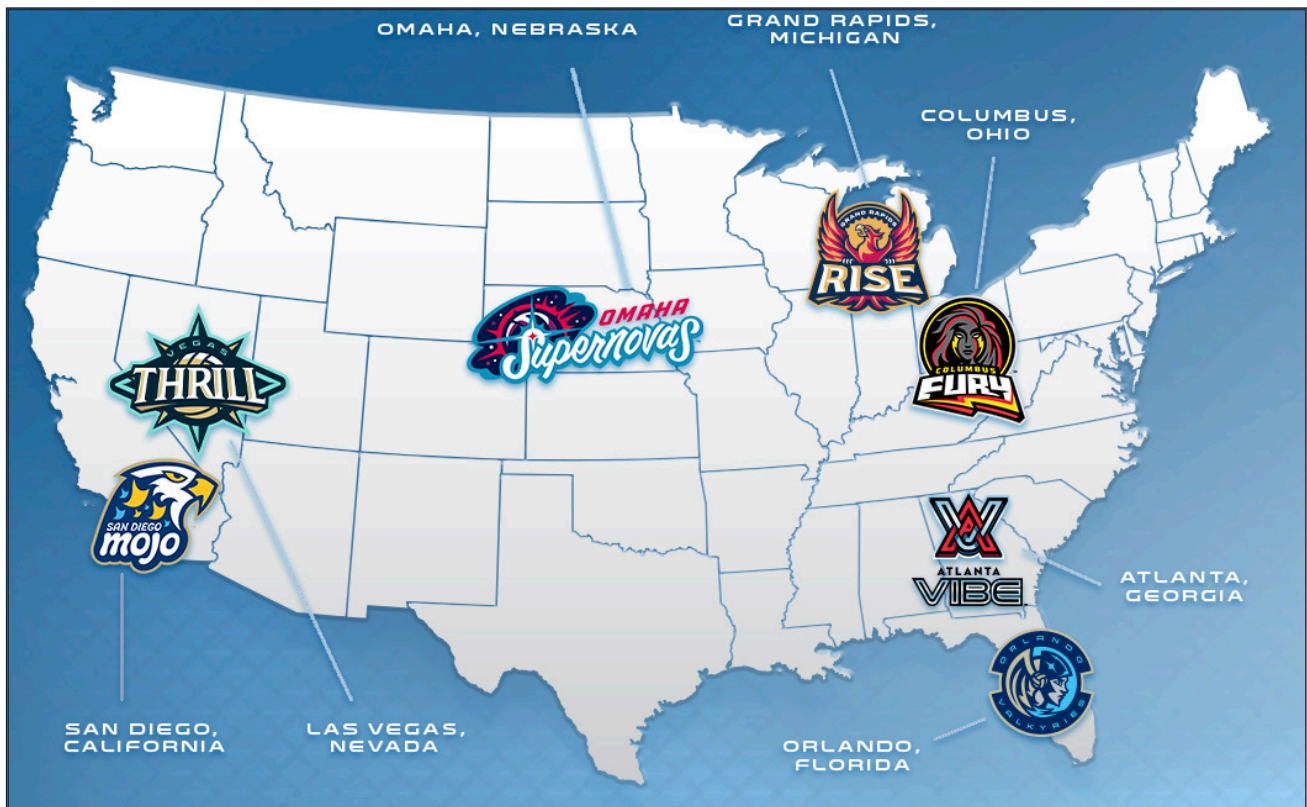 OMAHA, NEBRASKA
GRAND RAPIDS,
MICHIGAN
COLUMBUS,
OHIO
GRAND RAPIDS
RISE
OMAHA
Supernovas
VEGAS
THRILL
COLUMBUS
FURY
SAN DIEGO
mojo
ATLANTA
VIBE
ATLANTA,
GEORGIA
ORLANDO
VALKYRIES
SAN DIEGO,
CALIFORNIA
LAS VEGAS,
NEVADA
ORLANDO,
FLORIDA